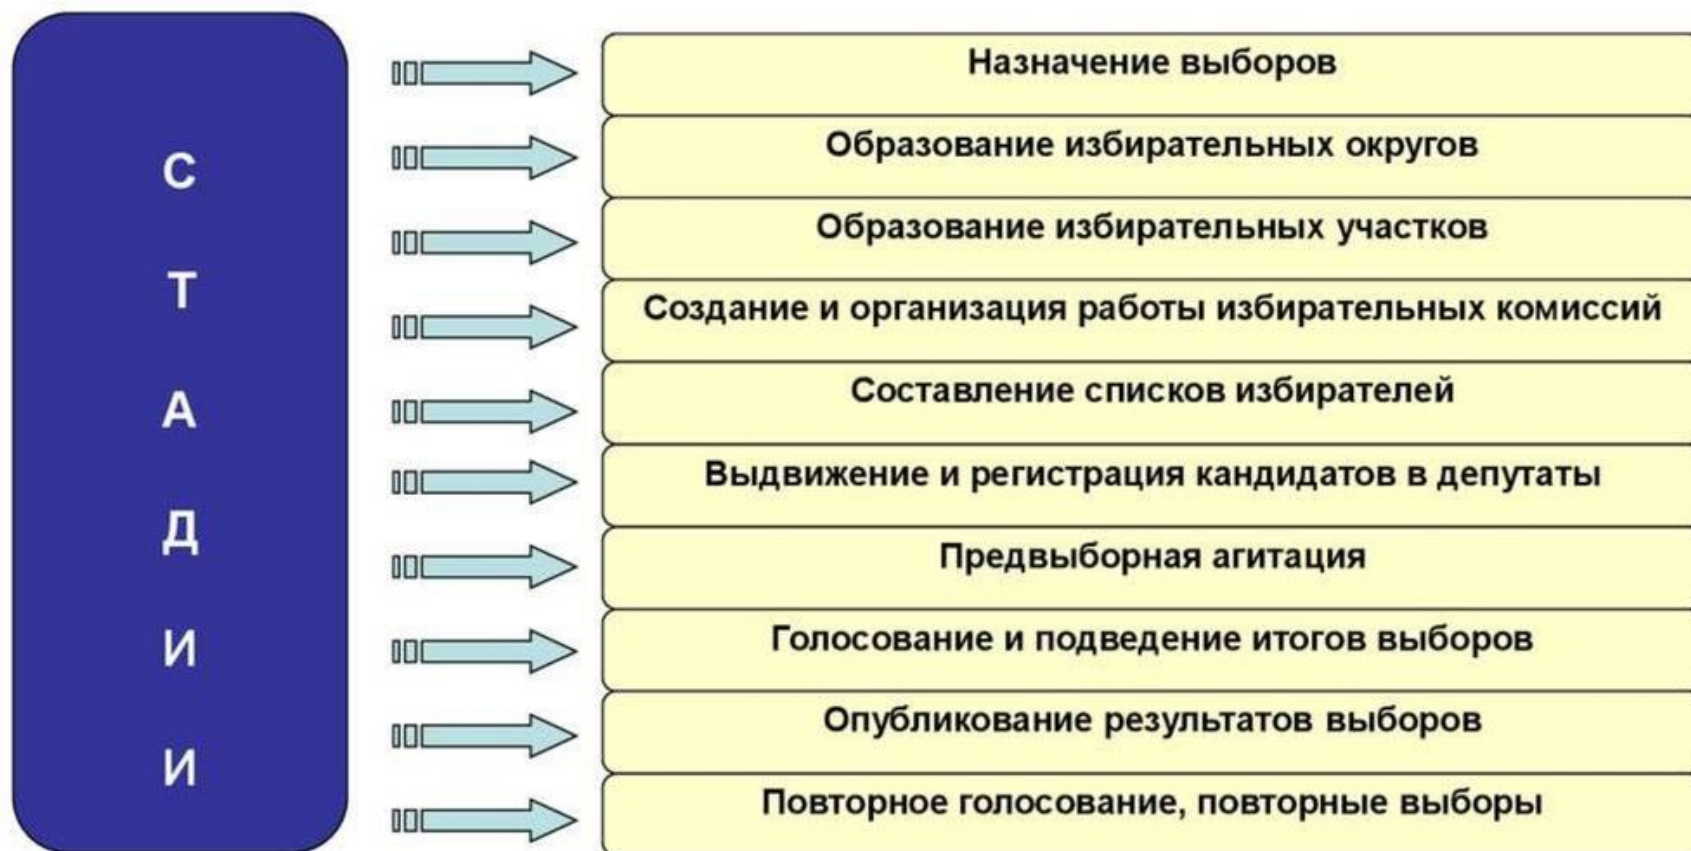 С
Т
А
Д
И
И
Назначение выборов
Образование избирательных округов
Образование избирательных участков
Создание и организация работы избирательных комиссий
Составление списков избирателей
Выдвижение и регистрация кандидатов в депутаты
Предвыборная агитация
Голосование и подведение итогов выборов
Опубликование результатов выборов
Повторное голосование, повторные выборы